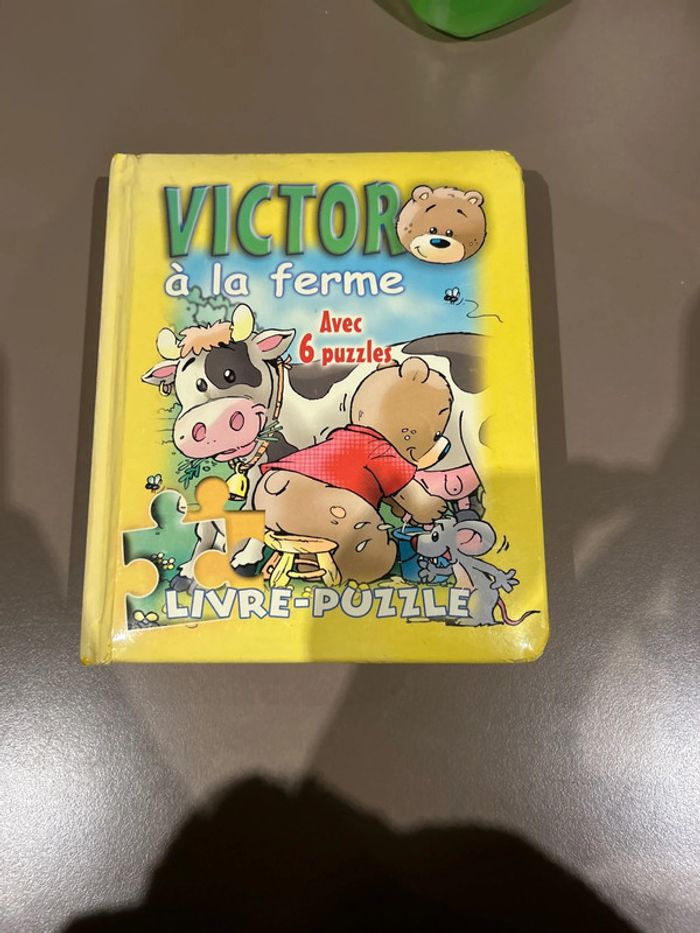 VICTOR
à la ferme
Avec
6 puzzles
LIVRE-PUZZLE